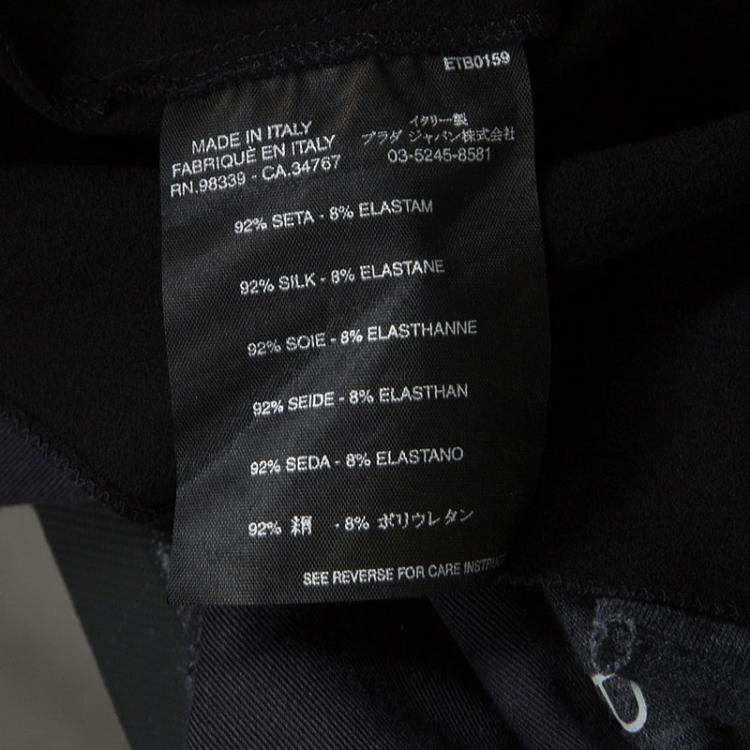 ETB0159
MADE IN ITALY
FABRIQUÈ EN ITALY
RN.98339 - CA.34767
イタリー製
プラダ ジャパン株式会社
03-5245-8581
92% SETA - 8% ELASTAM
92% SILK - 8% ELASTANE
92% SOIE - 8% ELASTHANNE
92% SEIDE - 8% ELASTHAN
92% SEDA - 8% ELASTANO
92% 絹 - 8% ポリウレタン
SEE REVERSE FOR CARE INSTRUC